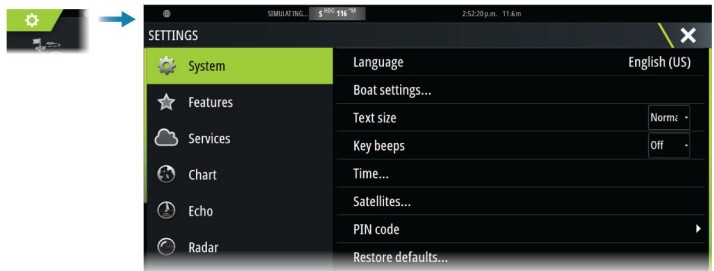 SIMULATING... S HDG 116 °M 2:52:20 p.m. 11.6 m
SETTINGS
System
Features
Services
Chart
Echo
Radar
Language English (US)
Boat settings...
Text size Norma
Key beeps Off
Time...
Satellites...
PIN code
Restore defaults...